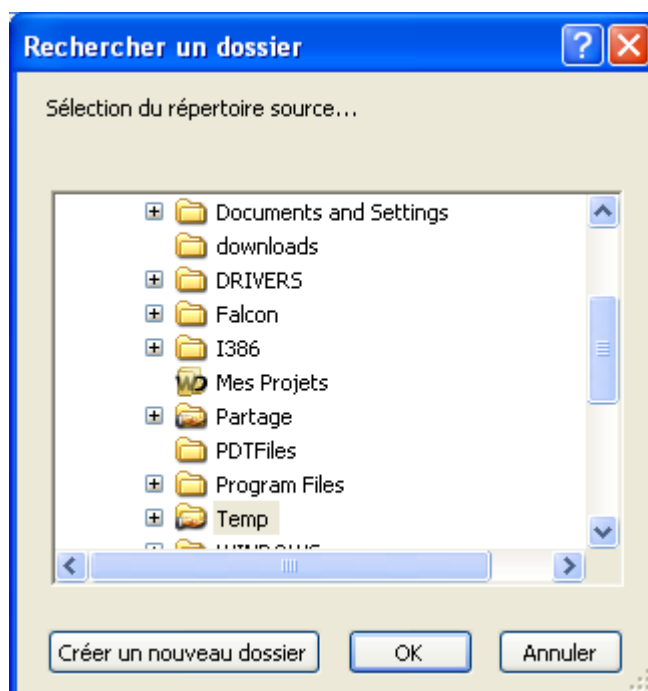 Rechercher un dossier
Sélection du répertoire source...
Documents and Settings
downloads
DRIVERS
Falcon
I386
Mes Projets
Partage
PDTFiles
Program Files
Temp
WINDOWS
Créer un nouveau dossier OK Annuler